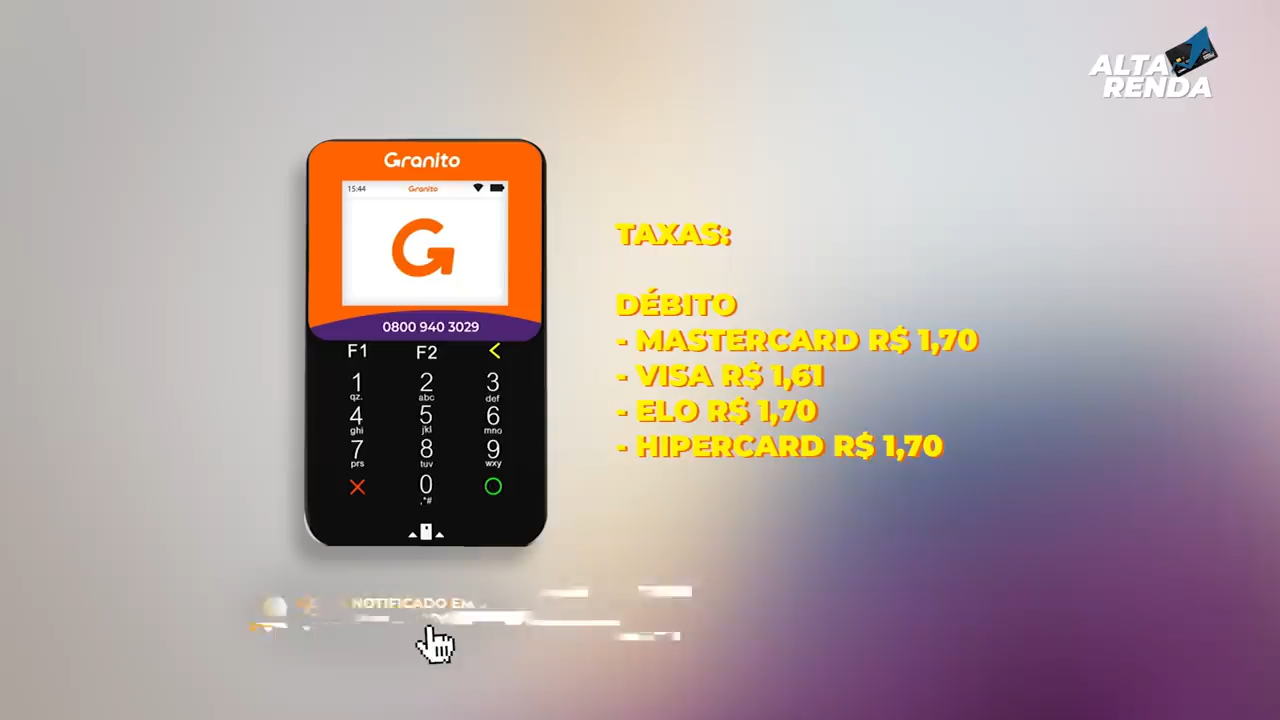 ALTA
RENDA
Granito
15:44 Granito
G
0800 940 3029
F1 F2 <
1 2 3
qz. abc def
4 5 6
ghi jkl mno
7 8 9
prs tuv wxy
0
,*#
TAXAS:
DÉBITO
- MASTERCARD R$ 1,70
- VISA R$ 1,61
- ELO R$ 1,70
- HIPERCARD R$ 1,70
NOTIFICADO EM